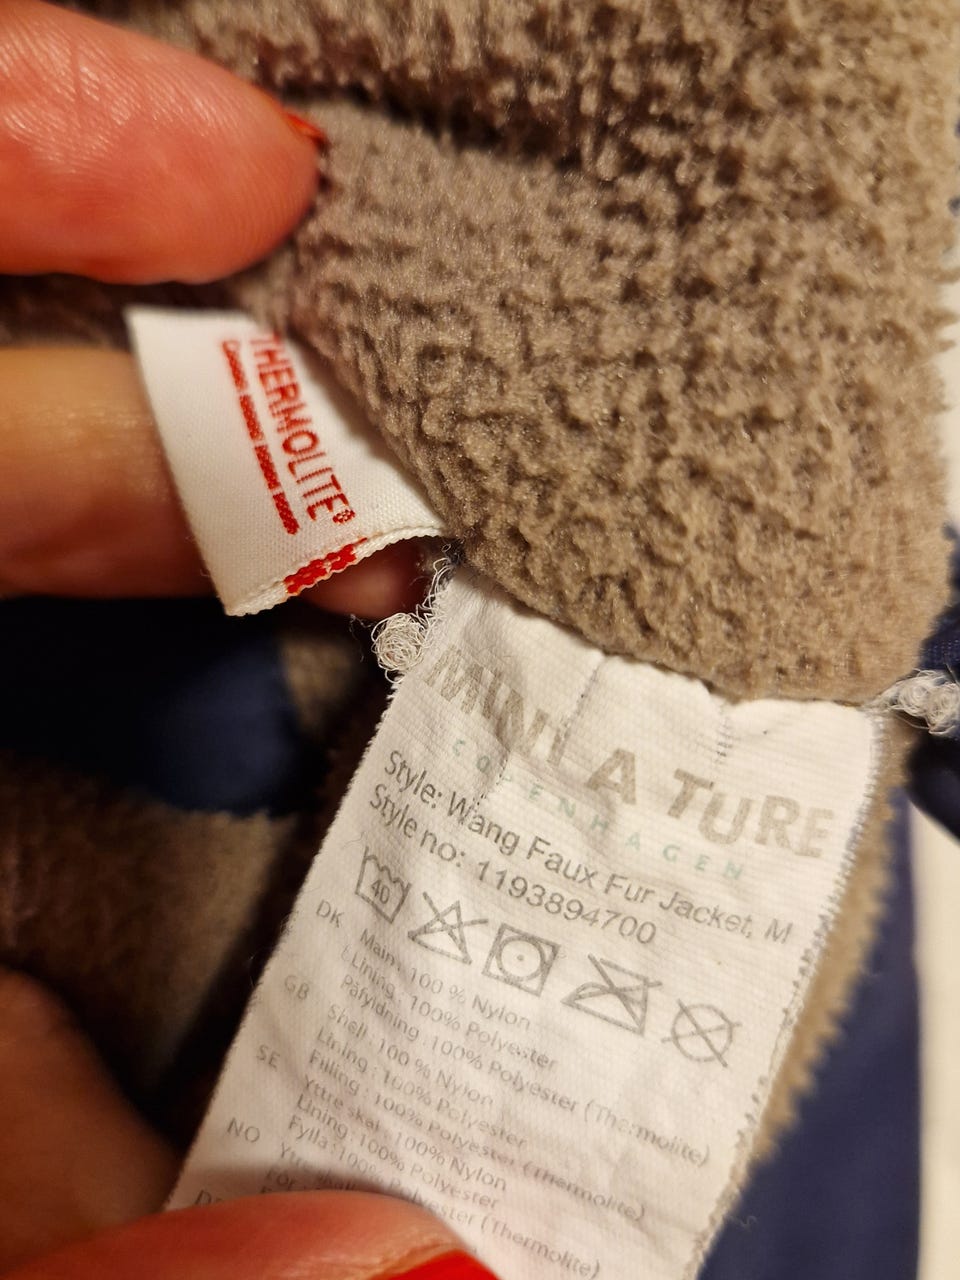 THERMOLITE®
MINI A TURE
COPENHAGEN
Style: Wang Faux Fur Jacket, M
Style no: 1193894700
40
DK Main: 100 % Nylon
Lining: 100% Polyester
Påfyldning: 100% Polyester (Thermolite)
GB Shell: 100 % Nylon
Lining: 100% Polyester
Filling: 100% Polyester (Thermolite)
SE Yttre skal: 100% Nylon
Lining: 100% Polyester
Fylla: 100% Polyester (Thermolite)
NO